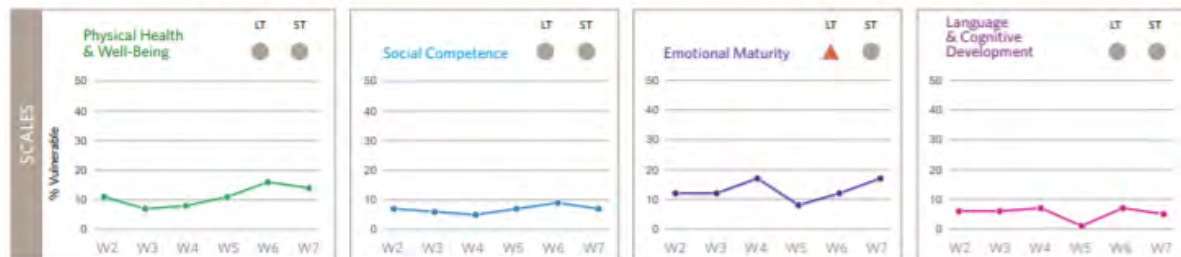 SCALES
% Vulnerable
Physical Health
& Well-Being
LT ST
50
40
30
20
10
0
W2 W3 W4 W5 W6 W7
Social Competence
LT ST
50
40
30
20
10
0
W2 W3 W4 W5 W6 W7
Emotional Maturity
LT ST
50
40
30
20
10
0
W2 W3 W4 W5 W6 W7
Language
& Cognitive
Development
LT ST
50
40
30
20
10
0
W2 W3 W4 W5 W6 W7